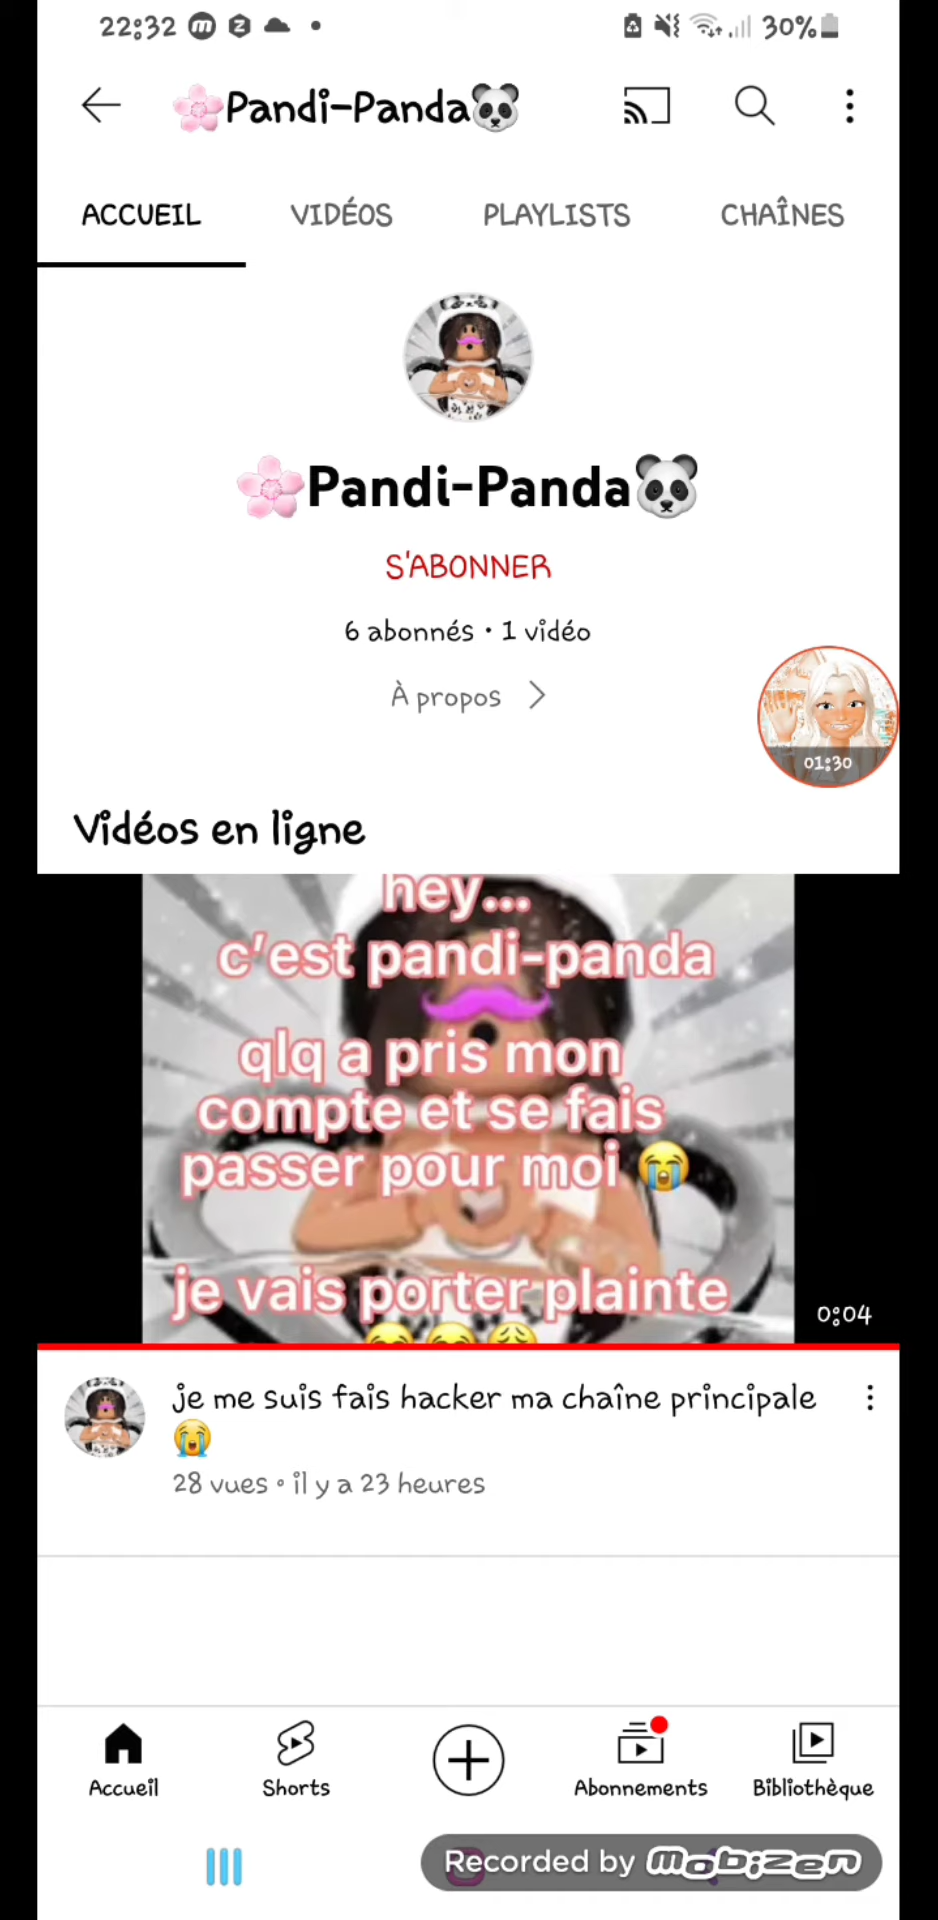 22:32
30%
🌸Pandi-Panda🐼
ACCUEIL
VIDÉOS
PLAYLISTS
CHAÎNES
🌸Pandi-Panda🐼
S'ABONNER
6 abonnés • 1 vidéo
À propos
01:30
Vidéos en ligne
hey...
c'est pandi-panda
qlq a pris mon
compte et se fais
passer pour moi 😭
je vais porter plainte
0:04
je me suis fais hacker ma chaîne principale
😭
28 vues • il y a 23 heures
Accueil
Shorts
Abonnements
Bibliothèque
Recorded by Mobizen